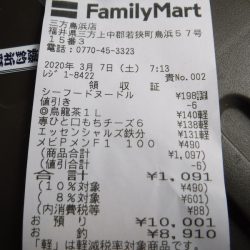 FamilyMart
三方鳥浜店
福井県三方上中郡若狭町鳥浜57号
15番3
電話:0770-45-3323
2020年 3月 7日(土) 7:13
レジ 1-8422 責No.002
領 収 証
シーフードヌードル ¥198軽
値引き -6
◎烏龍茶1L ¥140軽
専ひと口もちチーズ6 ¥138軽
エッセンシャルズ鉄分 ¥131軽
メビPメンF1 100 ¥490
(商品合計 ¥1,097)
(値引合計 -6)
合 計 ¥1,091
(10%対象 ¥490)
( 8%対象 ¥601)
(内消費税等 ¥88)
お 預 り ¥10,001
お 釣 ¥8,910
「軽」は軽減税率対象商品です。